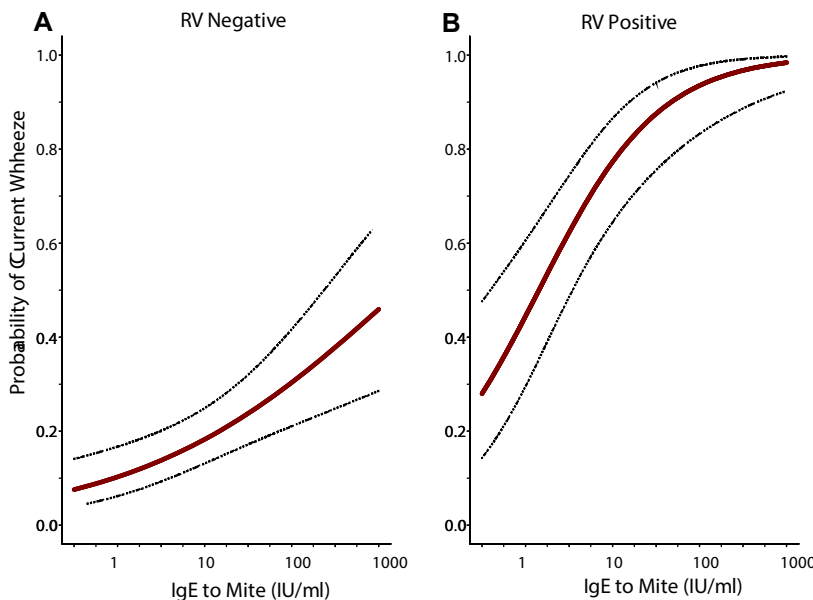 A
RV Negative
B
RV Positive
Probability of Current Whheeze
1.0
0.8
0.6
0.4
0.2
0.0
1
10
100
1000
IgE to Mite (IU/ml)
1.0
0.8
0.6
0.4
0.2
0.0
1
10
100
1000
IgE to Mite (IU/ml)